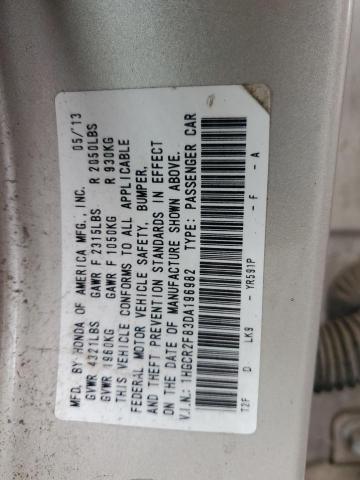 MFD. BY HONDA OF AMERICA MFG., INC. 05/'13
GVWR 4321LBS GAWR F 2315LBS R 2050LBS
GVWR 1960KG GAWR F 1050KG R 930KG
THIS VEHICLE CONFORMS TO ALL APPLICABLE
FEDERAL MOTOR VEHICLE SAFETY, BUMPER,
AND THEFT PREVENTION STANDARDS IN EFFECT
ON THE DATE OF MANUFACTURE SHOWN ABOVE.
V.I.N.: 1HGCR2F83DA196982 TYPE: PASSENGER CAR
T2F D LK9 - YR591P - F - A